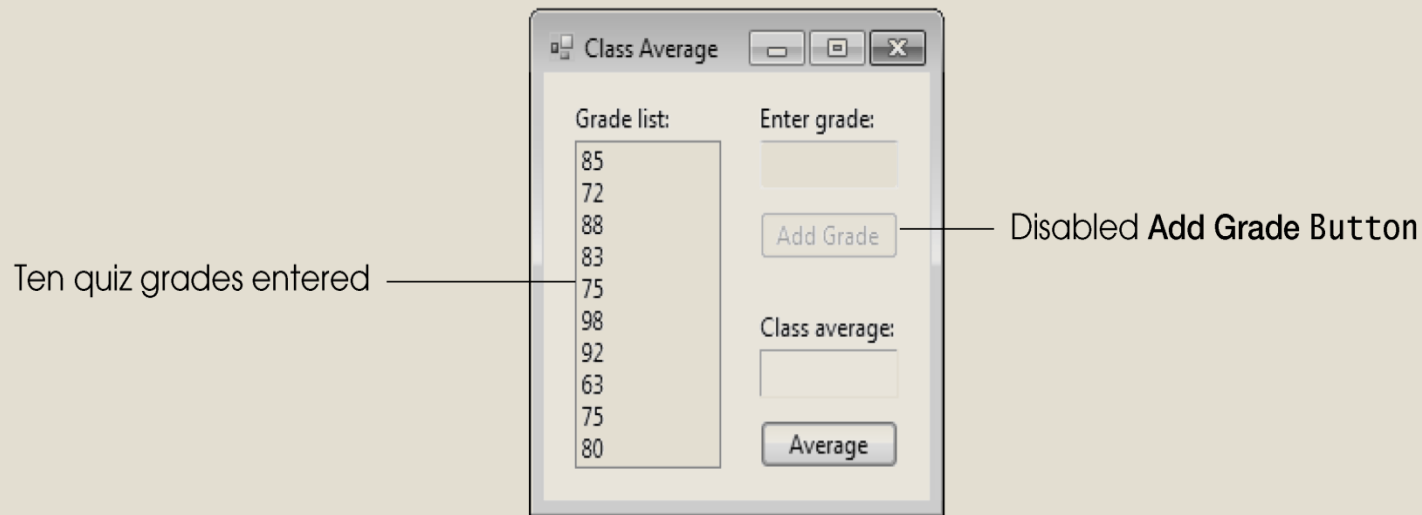 Class Average
Grade list:
Enter grade:
85
72
88
83
75
98
92
63
75
80
Add Grade
Class average:
Average
Ten quiz grades entered
Disabled Add Grade Button